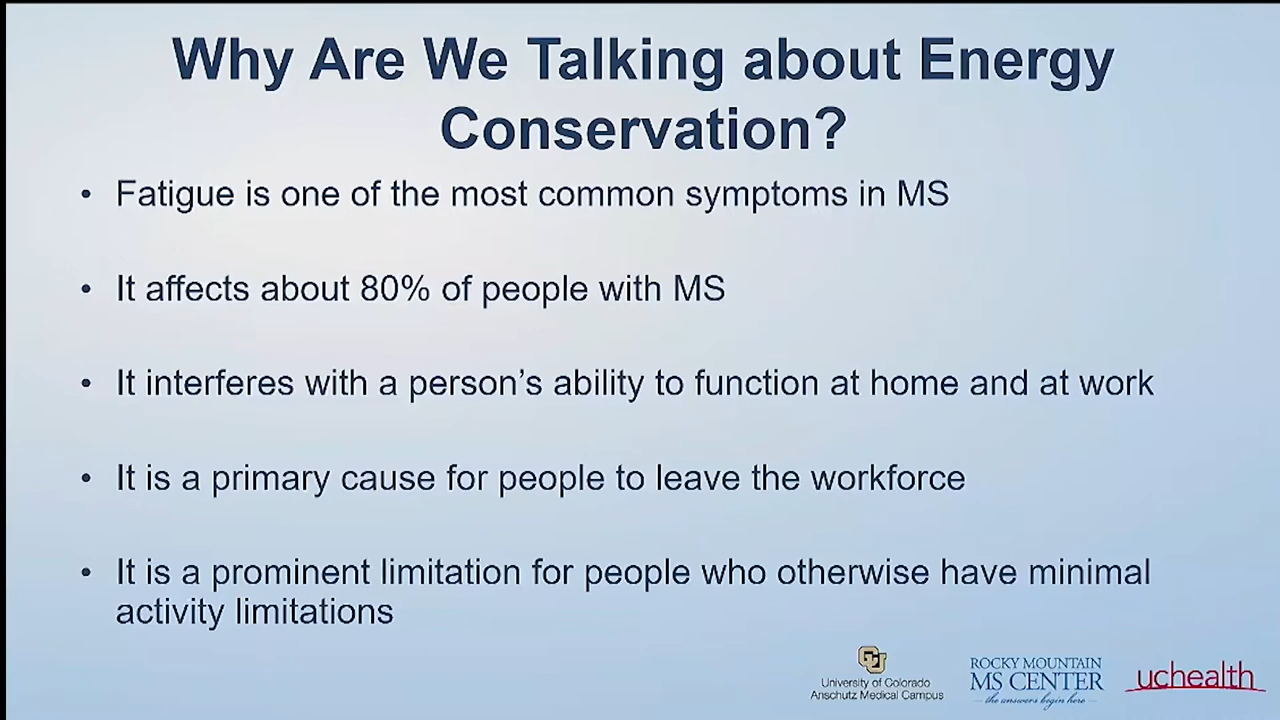 Why Are We Talking about Energy
Conservation?
• Fatigue is one of the most common symptoms in MS
• It affects about 80% of people with MS
• It interferes with a person’s ability to function at home and at work
• It is a primary cause for people to leave the workforce
• It is a prominent limitation for people who otherwise have minimal
activity limitations
CU
University of Colorado
Anschutz Medical Campus
ROCKY MOUNTAIN
MS CENTER
the answers begin here
uchealth